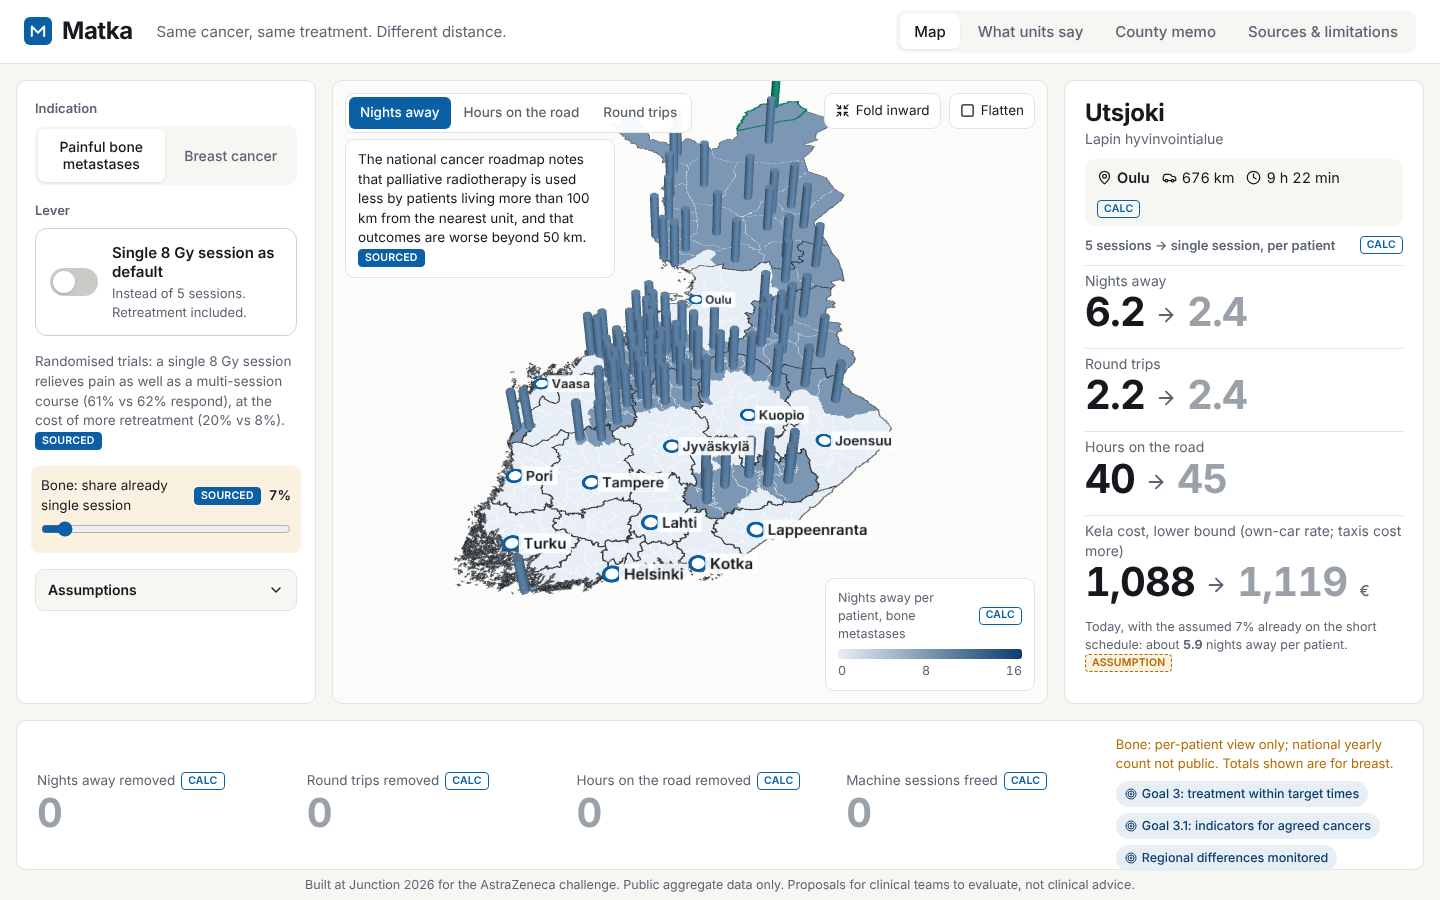 Matka
Same cancer, same treatment. Different distance.
Map
What units say
County memo
Sources & limitations
Indication
Painful bone
metastases
Breast cancer
Lever
Single 8 Gy session as
default
Instead of 5 sessions.
Retreatment included.
Randomised trials: a single 8 Gy session
relieves pain as well as a multi-session
course (61% vs 62% respond), at the
cost of more retreatment (20% vs 8%).
SOURCED
Bone: share already
single session
SOURCED
7%
Assumptions
Nights away
Hours on the road
Round trips
Fold inward
Flatten
The national cancer roadmap notes
that palliative radiotherapy is used
less by patients living more than 100
km from the nearest unit, and that
outcomes are worse beyond 50 km.
SOURCED
Oulu
Vaasa
Kuopio
Joensuu
Jyväskylä
Pori
Tampere
Lahti
Lappeenranta
Turku
Helsinki
Kotka
Nights away per
patient, bone
metastases
CALC
0 8 16
Utsjoki
Lapin hyvinvointialue
Oulu 676 km 9 h 22 min
CALC
5 sessions → single session, per patient CALC
Nights away
6.2 → 2.4
Round trips
2.2 → 2.4
Hours on the road
40 → 45
Kela cost, lower bound (own-car rate; taxis cost
more)
1,088 → 1,119 €
Today, with the assumed 7% already on the short
schedule: about 5.9 nights away per patient.
ASSUMPTION
Nights away removed CALC
0
Round trips removed CALC
0
Hours on the road removed CALC
0
Machine sessions freed CALC
0
Bone: per-patient view only; national yearly
count not public. Totals shown are for breast.
Goal 3: treatment within target times
Goal 3.1: indicators for agreed cancers
Regional differences monitored
Built at Junction 2026 for the AstraZeneca challenge. Public aggregate data only. Proposals for clinical teams to evaluate, not clinical advice.